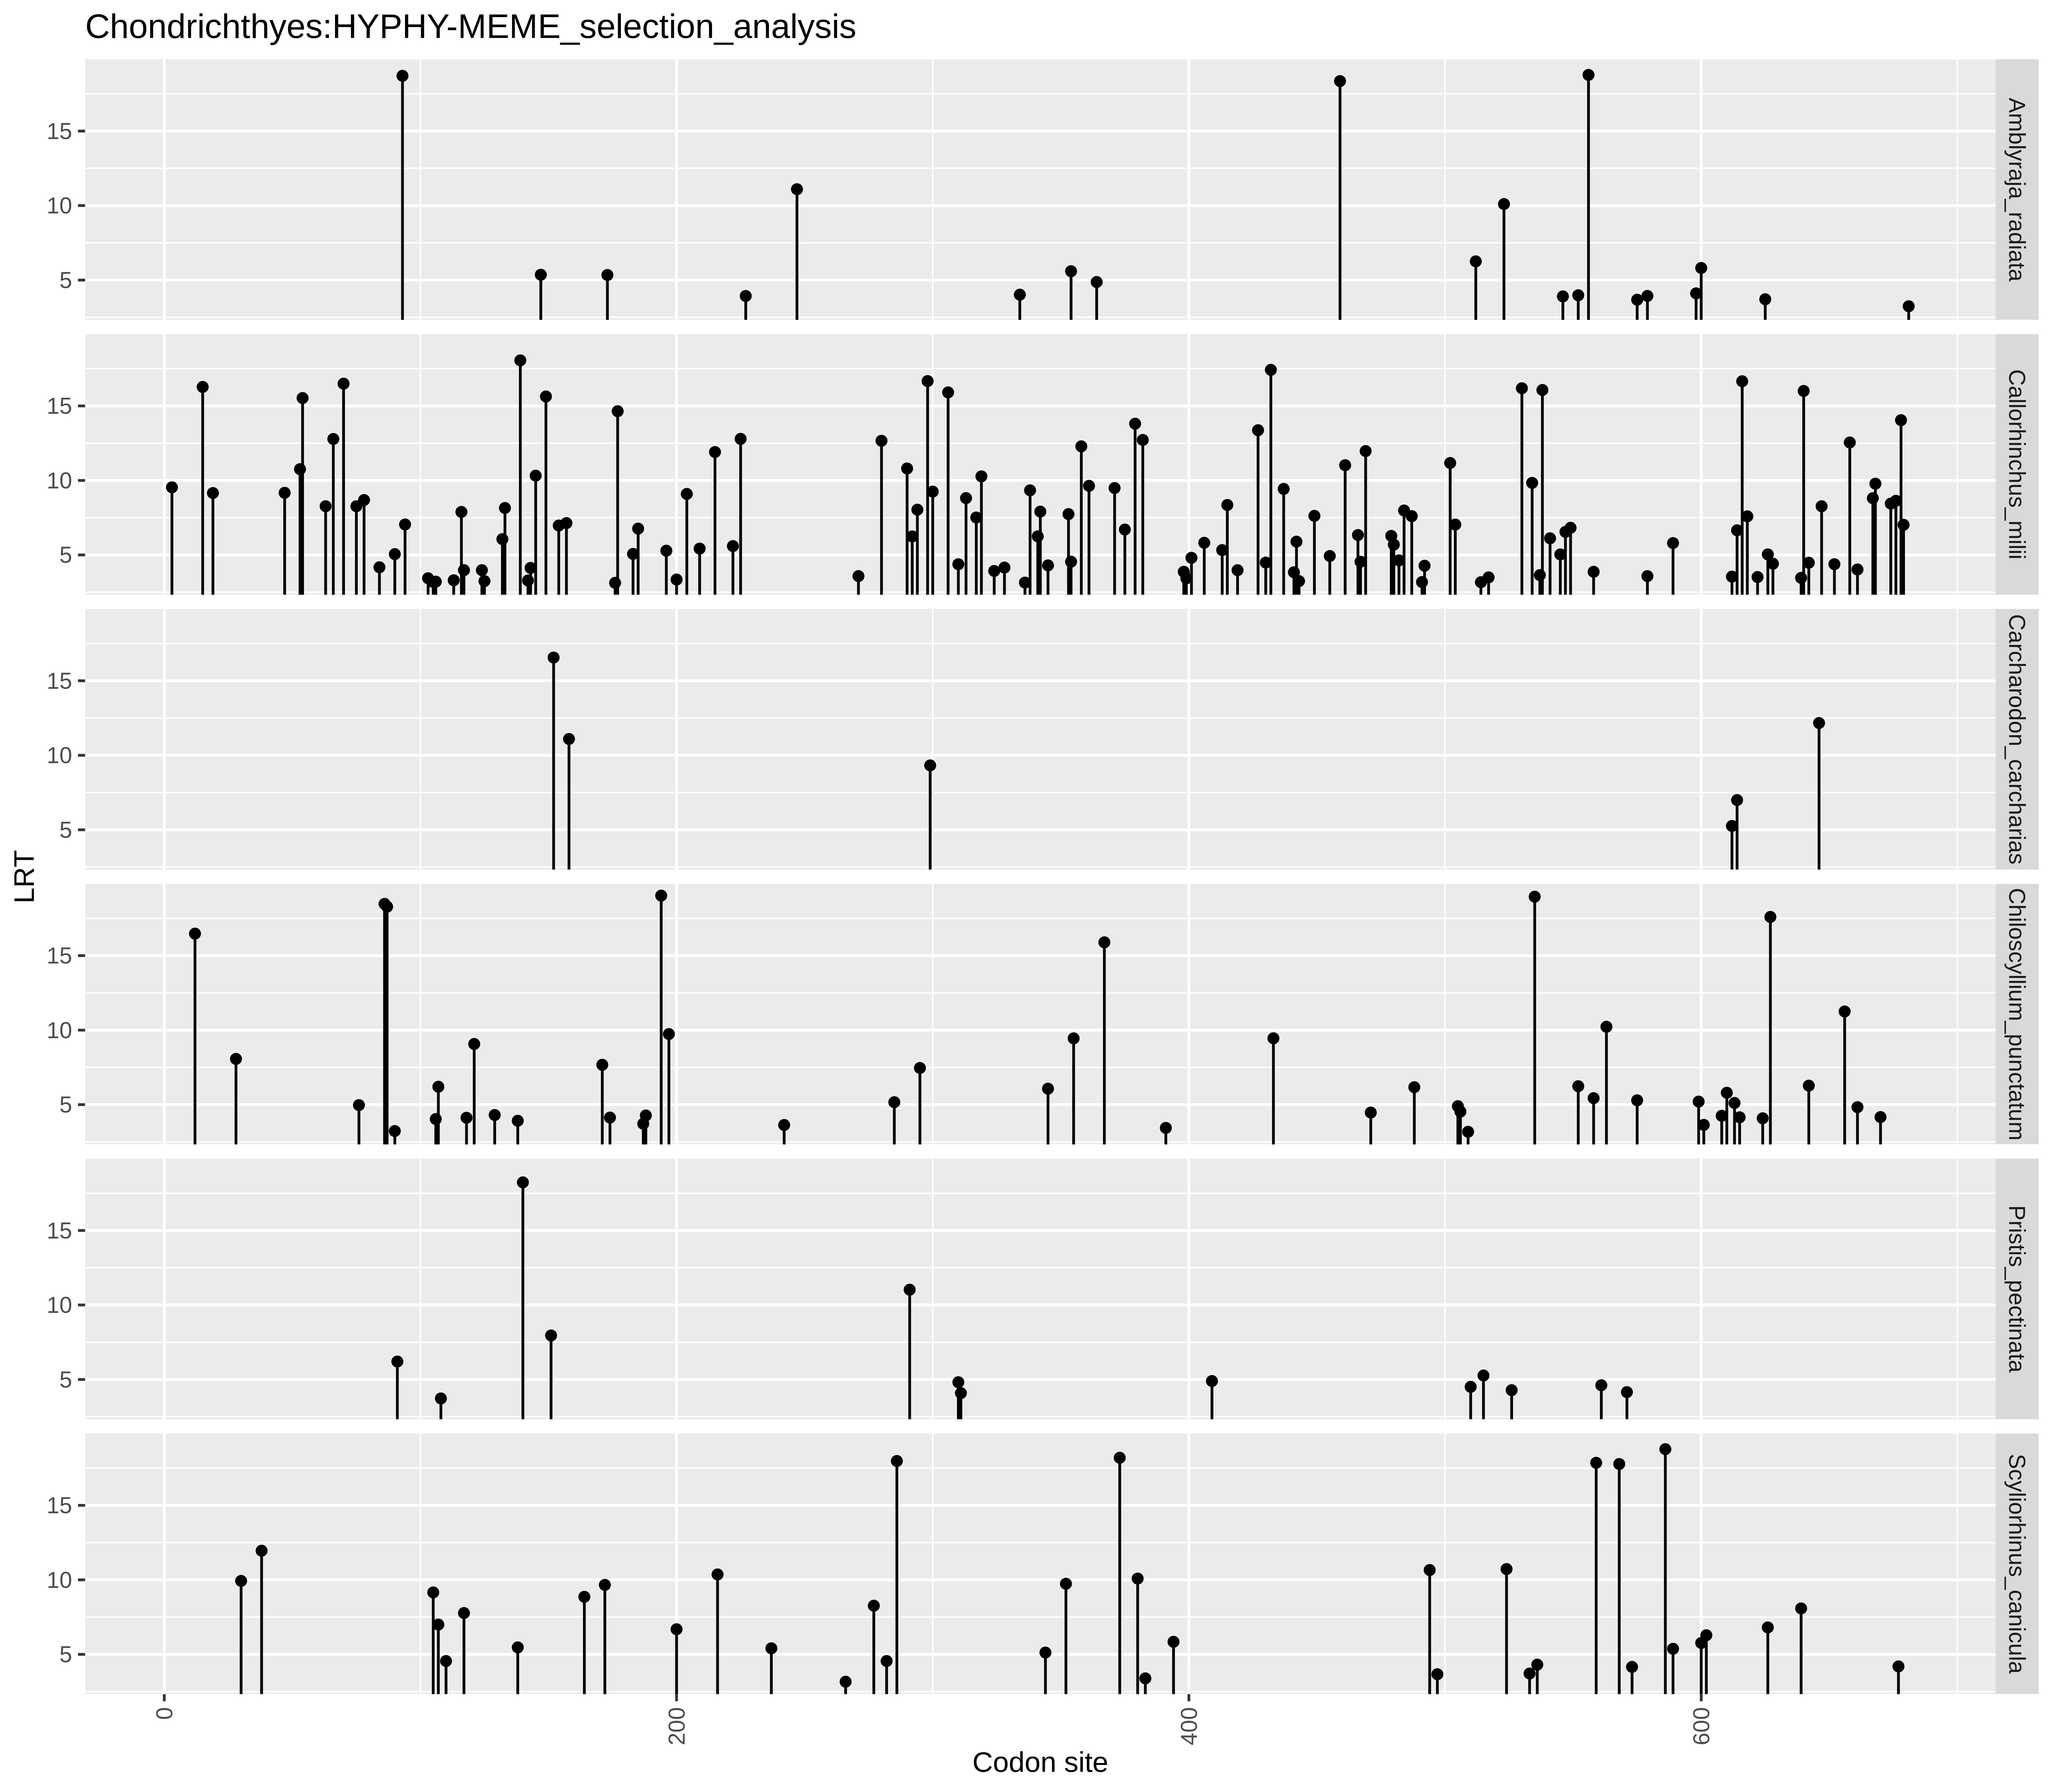 Chondrichthyes:HYPHY-MEME_selection_analysis
15
10
5
Amblyraja_radiata
15
10
5
Callorhinchus_milii
15
10
5
Carcharodon_carcharias
LRT
15
10
5
Chiloscyllium_punctatum
15
10
5
Pristis_pectinata
15
10
5
Scyliorhinus_canicula
0
200
400
600
Codon site